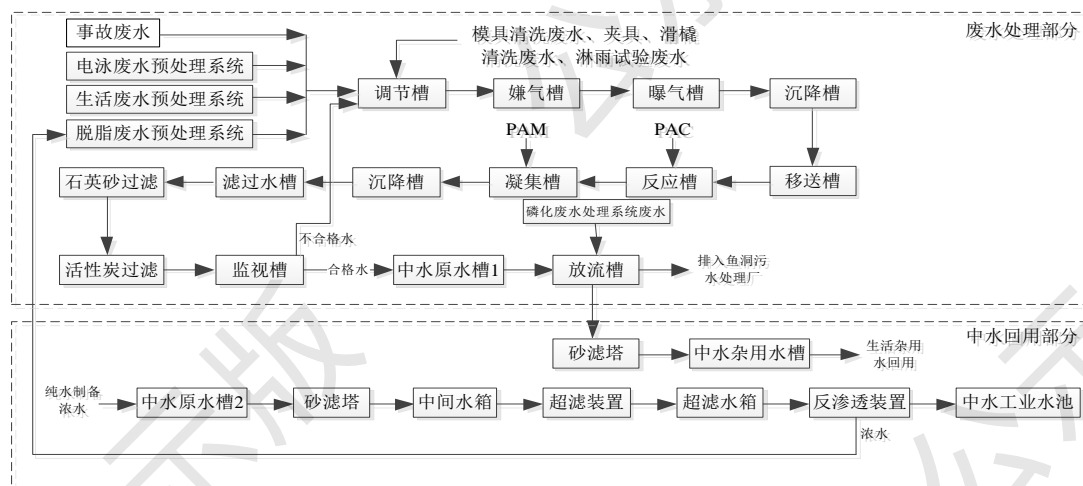 事故废水
模具清洗废水、夹具、滑橇
清洗废水、淋雨试验废水
废水处理部分
电泳废水预处理系统
生活废水预处理系统
脱脂废水预处理系统
调节槽
嫌气槽
曝气槽
沉降槽
PAM
PAC
石英砂过滤
滤过水槽
沉降槽
凝集槽
反应槽
移送槽
磷化废水处理系统废水
不合格水
活性炭过滤
监视槽
合格水
中水原水槽1
放流槽
排入鱼洞污
水处理厂
中水回用部分
砂滤塔
中水杂用水槽
生活杂用
水回用
纯水制备
浓水
中水原水槽2
砂滤塔
中间水箱
超滤装置
超滤水箱
反渗透装置
中水工业水池
浓水
公示版
公示